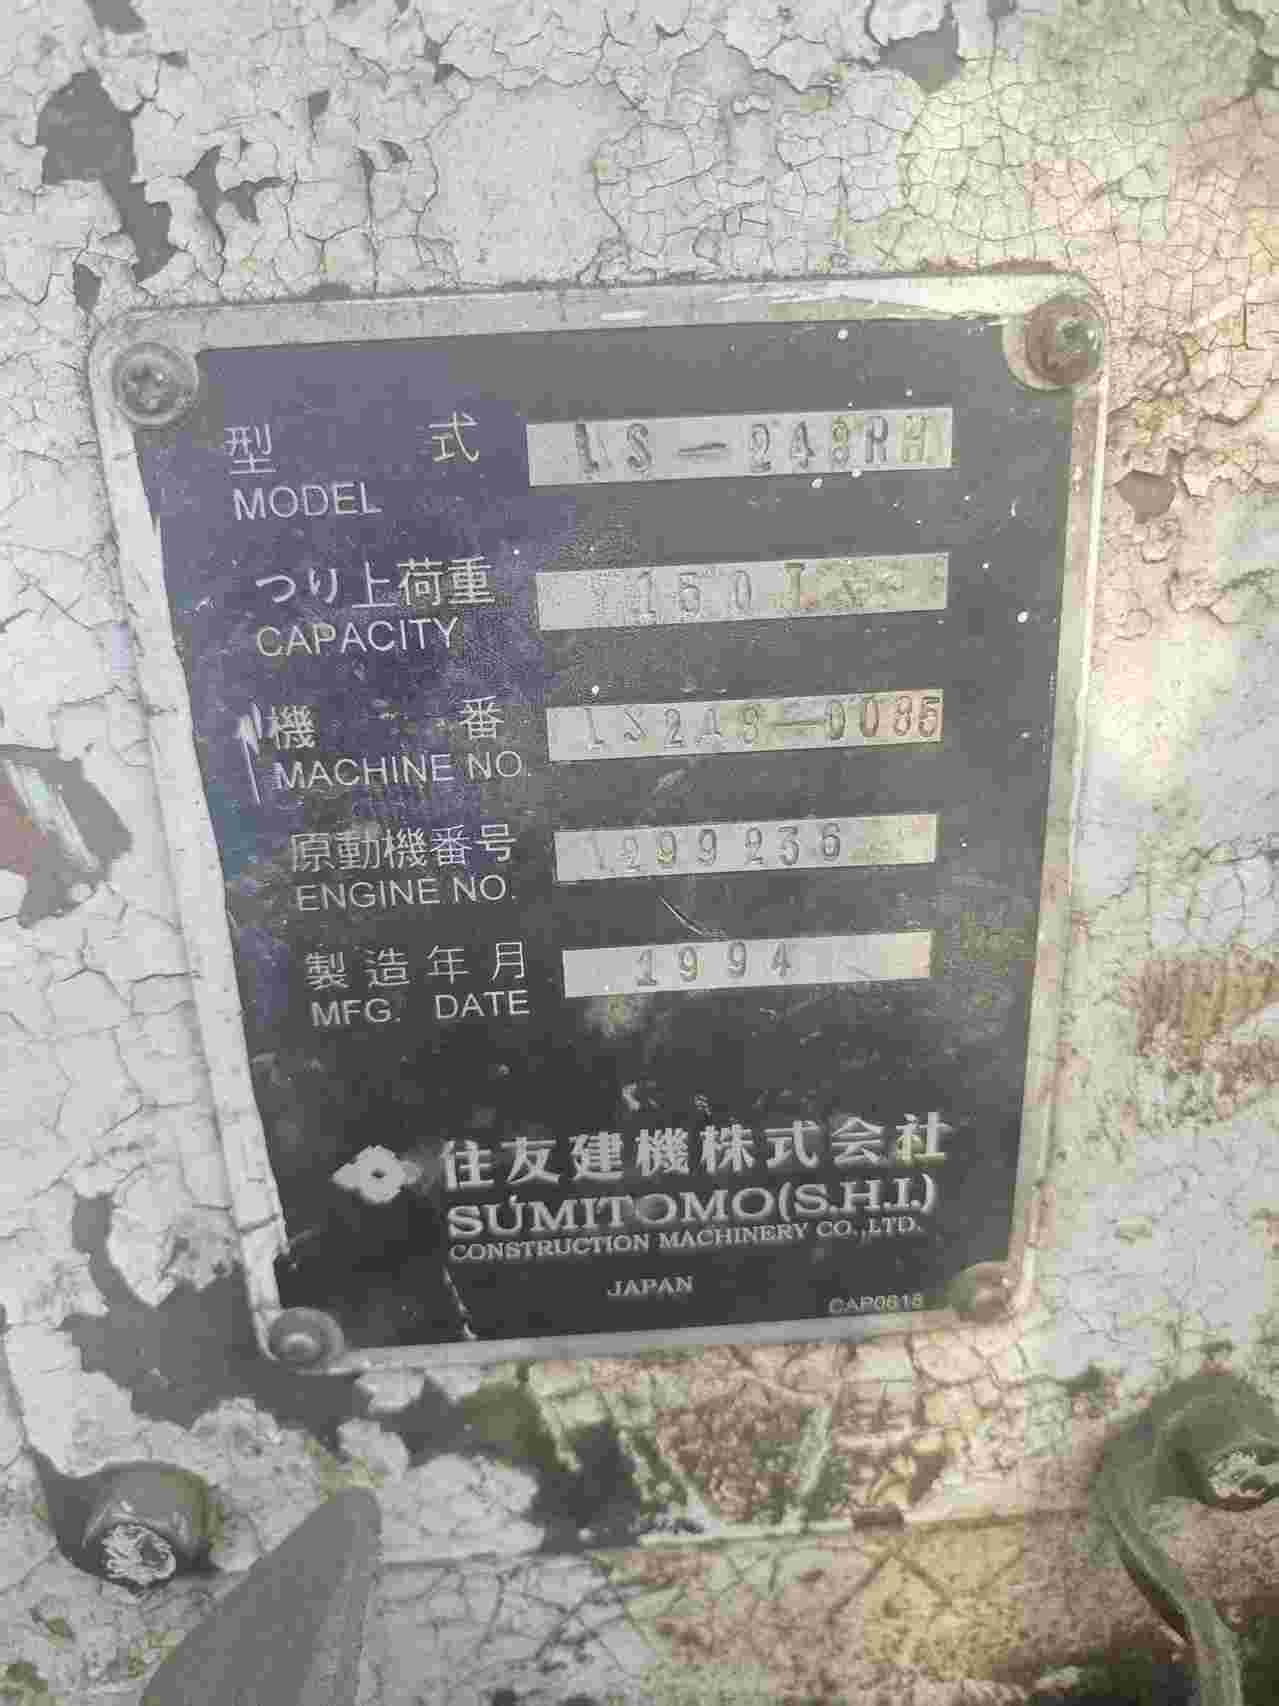 型 式 LS-248RH
MODEL
つり上荷重 150T
CAPACITY
機 番 LS248-0085
MACHINE NO.
原動機番号 1299236
ENGINE NO.
製造年月 1994
MFG. DATE
住友建機株式会社
SUMITOMO(S.H.I.)
CONSTRUCTION MACHINERY CO.,LTD.
JAPAN
CAP0618